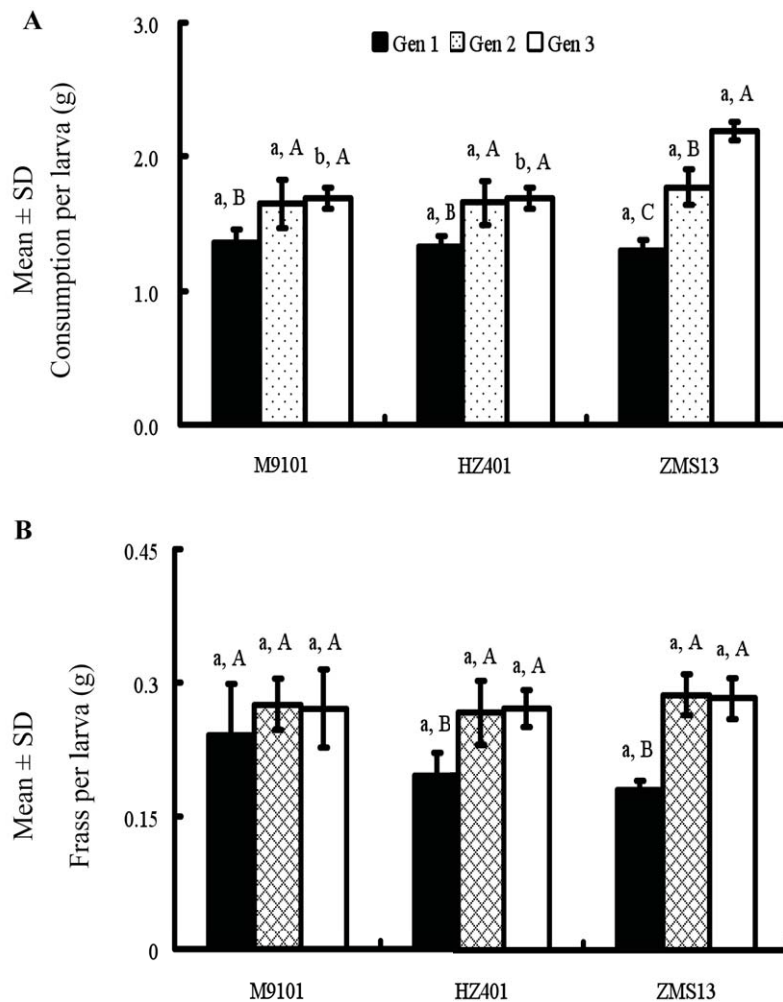 A
3.0
Gen 1 Gen 2 Gen 3
a, A
a, A b, A a, A b, A a, B
a, B a, B a, C
2.0
1.0
0.0
Mean ± SD
Consumption per larva (g)
M9101 HZ401 ZMS13
B
0.45
a, A a, A a, A a, A a, A a, A a, A
a, B
a, B
0.3
0.15
0
Mean ± SD
Frass per larva (g)
M9101 HZ401 ZMS13